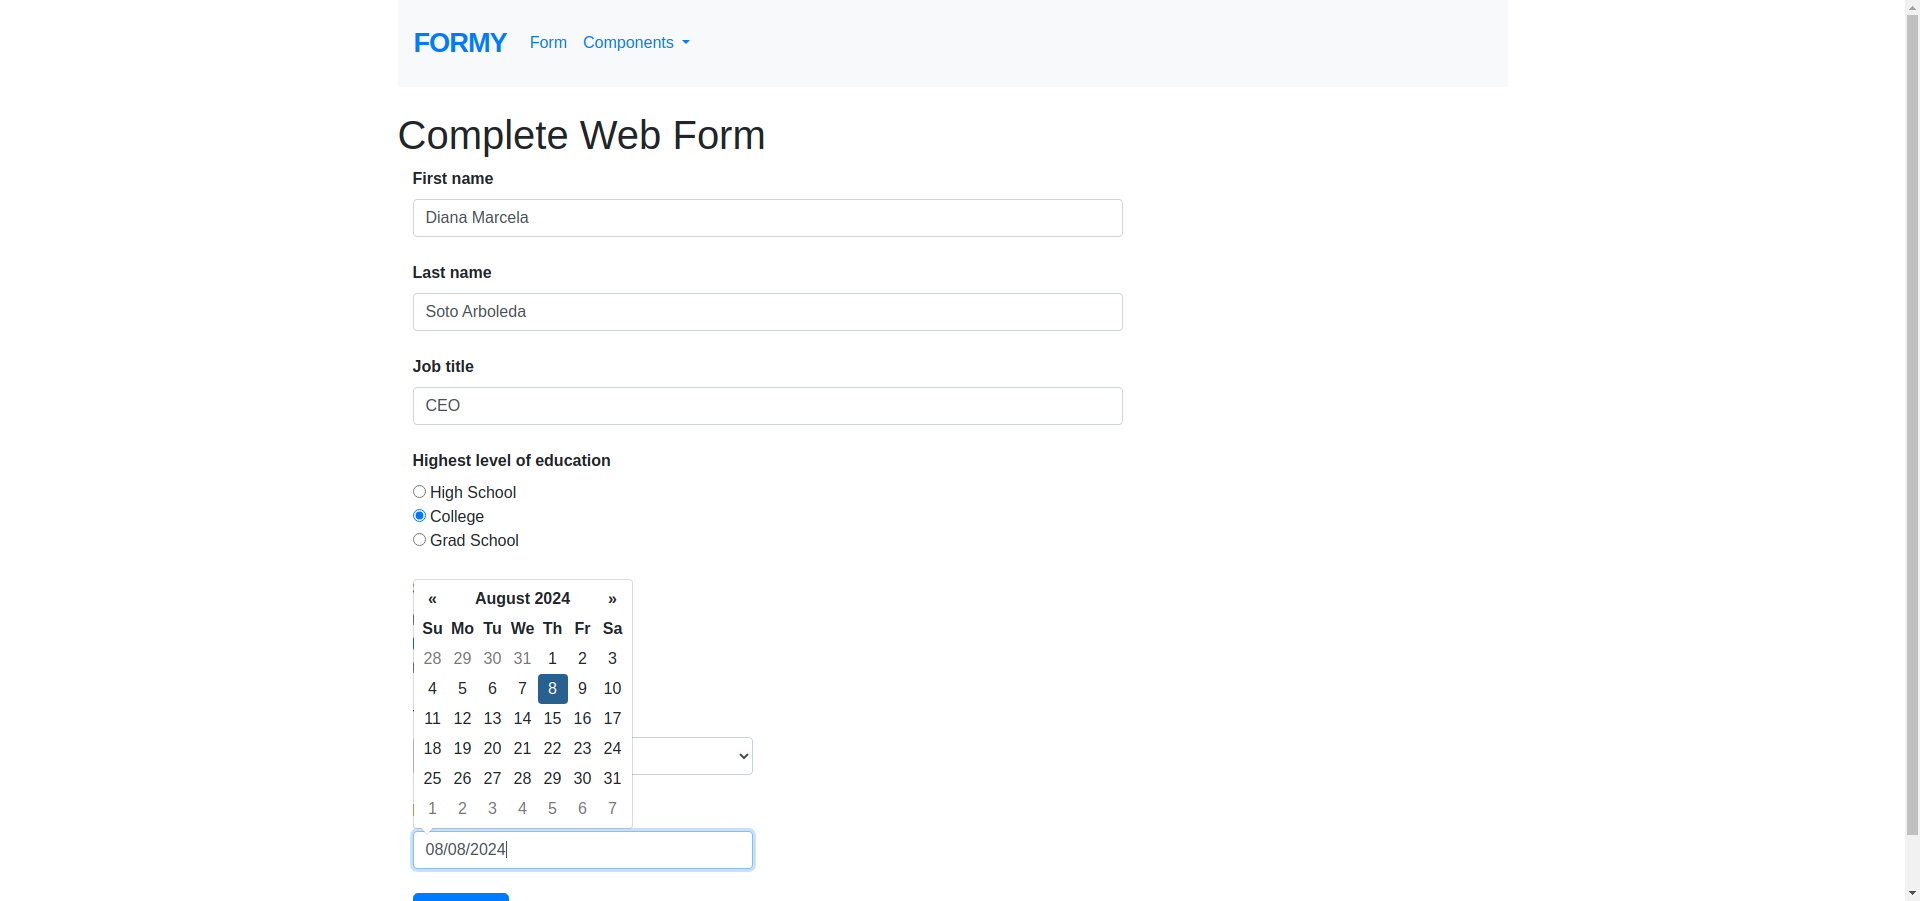 FORMY Form Components
Complete Web Form
First name
Diana Marcela
Last name
Soto Arboleda
Job title
CEO
Highest level of education
High School
College
Grad School
« August 2024 »
Su Mo Tu We Th Fr Sa
28 29 30 31 1 2 3
4 5 6 7 8 9 10
11 12 13 14 15 16 17
18 19 20 21 22 23 24
25 26 27 28 29 30 31
1 2 3 4 5 6 7
08/08/2024